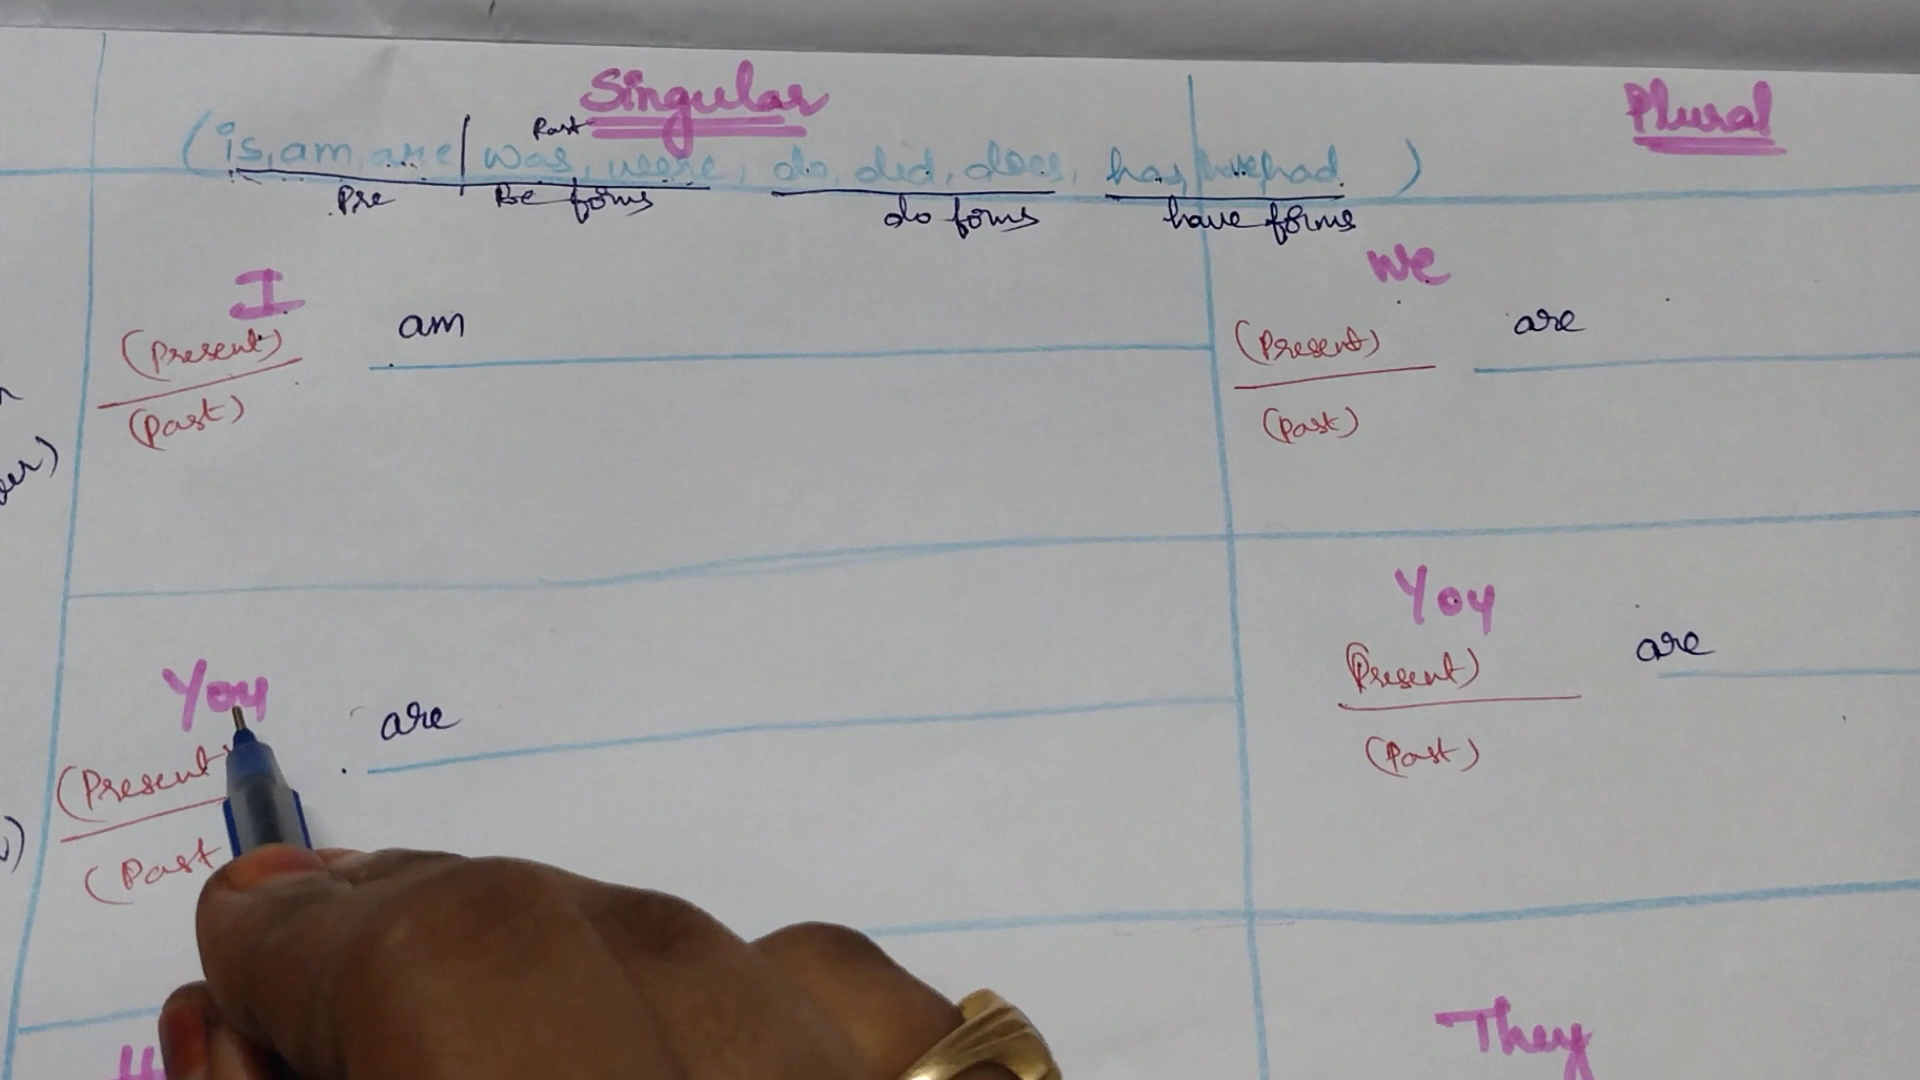 Singular
Plural
Past
(is, am, are | was, were, do, did, does, has, have, had )
Pre Be forms do forms have forms
I
(Present) am
(Past)
We
(Present) are
(Past)
You
(Present) are
(Past
You
(Present) are
(Past)
They